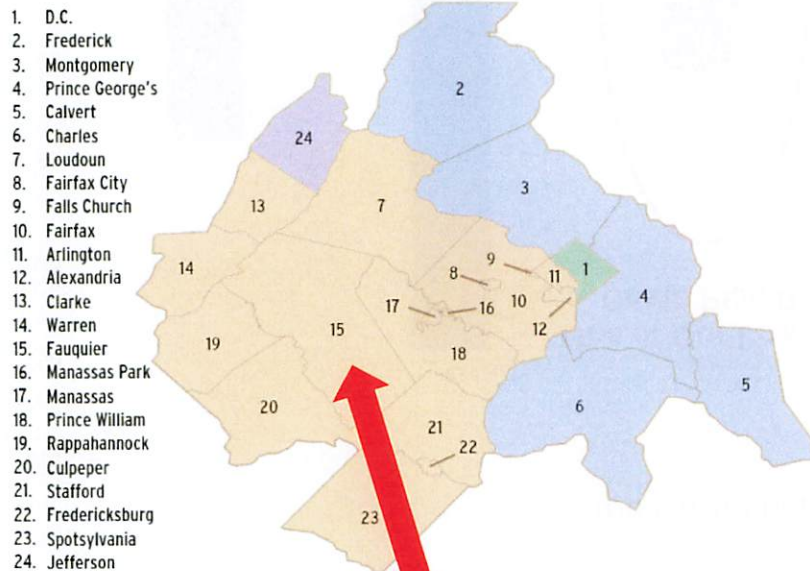 1. D.C.
2. Frederick
3. Montgomery
4. Prince George's
5. Calvert
6. Charles
7. Loudoun
8. Fairfax City
9. Falls Church
10. Fairfax
11. Arlington
12. Alexandria
13. Clarke
14. Warren
15. Fauquier
16. Manassas Park
17. Manassas
18. Prince William
19. Rappahannock
20. Culpeper
21. Stafford
22. Fredericksburg
23. Spotsylvania
24. Jefferson
2
24
3
13
7
14
9
11
1
8
10
4
17
16
15
12
19
18
5
20
6
21
22
23